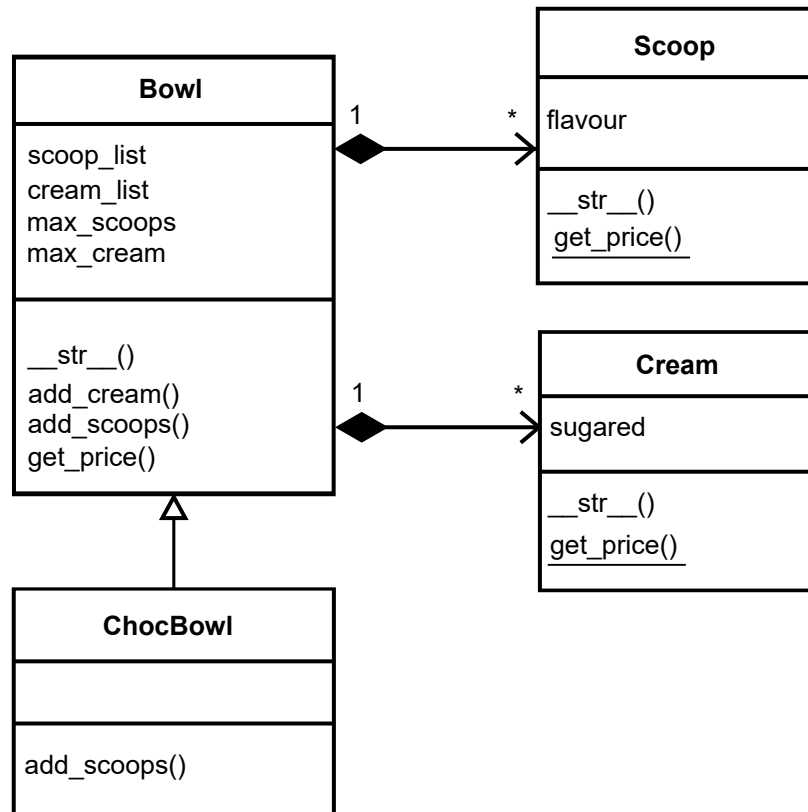 Bowl
scoop_list
cream_list
max_scoops
max_cream
__str__()
add_cream()
add_scoops()
get_price()
1
*
Scoop
flavour
__str__()
get_price()
1
*
Cream
sugared
__str__()
get_price()
ChocBowl
add_scoops()